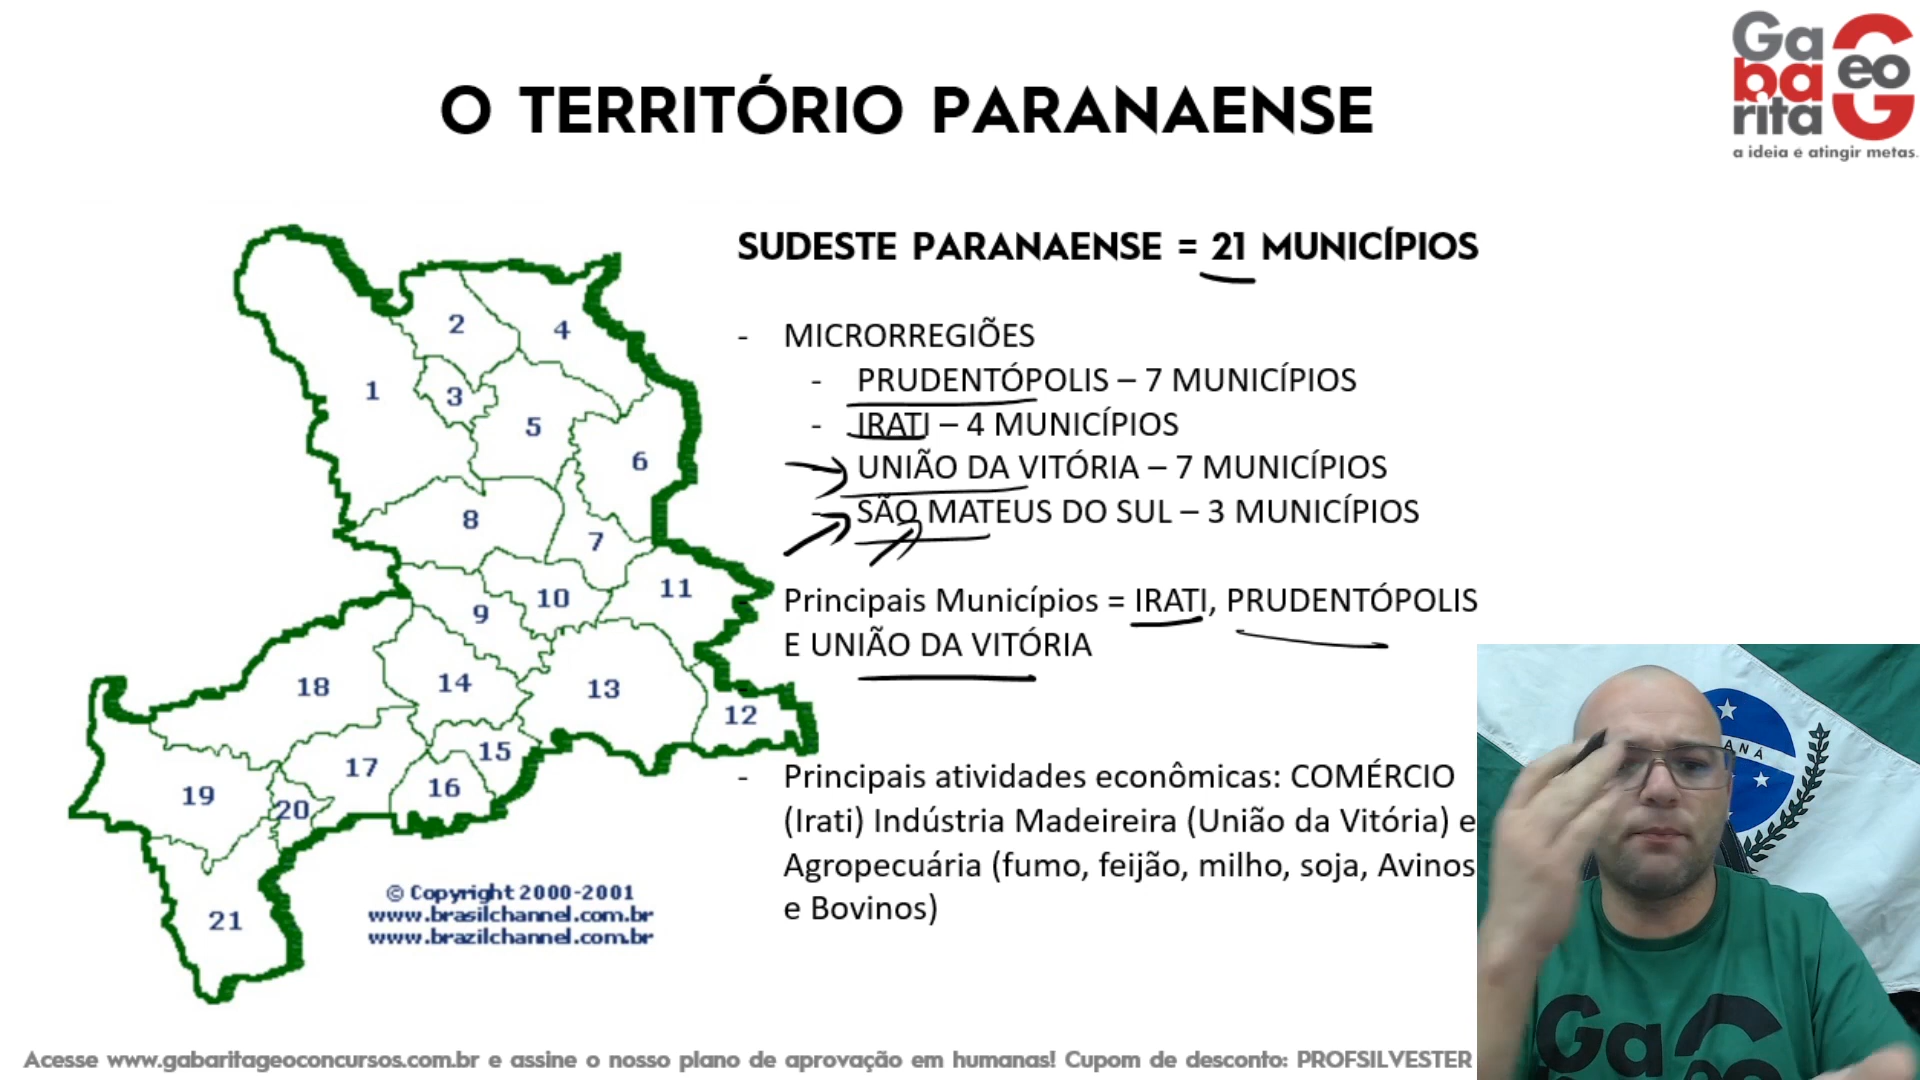 Ga
ba
rita
eo
a ideia é atingir metas.
O TERRITÓRIO PARANAENSE
SUDESTE PARANAENSE = 21 MUNICÍPIOS
- MICRORREGIÕES
- PRUDENTÓPOLIS – 7 MUNICÍPIOS
- IRATI – 4 MUNICÍPIOS
- UNIÃO DA VITÓRIA – 7 MUNICÍPIOS
- SÃO MATEUS DO SUL – 3 MUNICÍPIOS
- Principais Municípios = IRATI, PRUDENTÓPOLIS
E UNIÃO DA VITÓRIA
- Principais atividades econômicas: COMÉRCIO
(Irati) Indústria Madeireira (União da Vitória) e
Agropecuária (fumo, feijão, milho, soja, Avinos
e Bovinos)
1
2
3
4
5
6
7
8
9
10
11
12
13
14
15
16
17
18
19
20
21
© Copyright 2000-2001
www.brasilchannel.com.br
www.brazilchannel.com.br
ANÁ
Ga
Acesse www.gabaritageoconcursos.com.br e assine o nosso plano de aprovação em humanas! Cupom de desconto: PROFSILVESTER